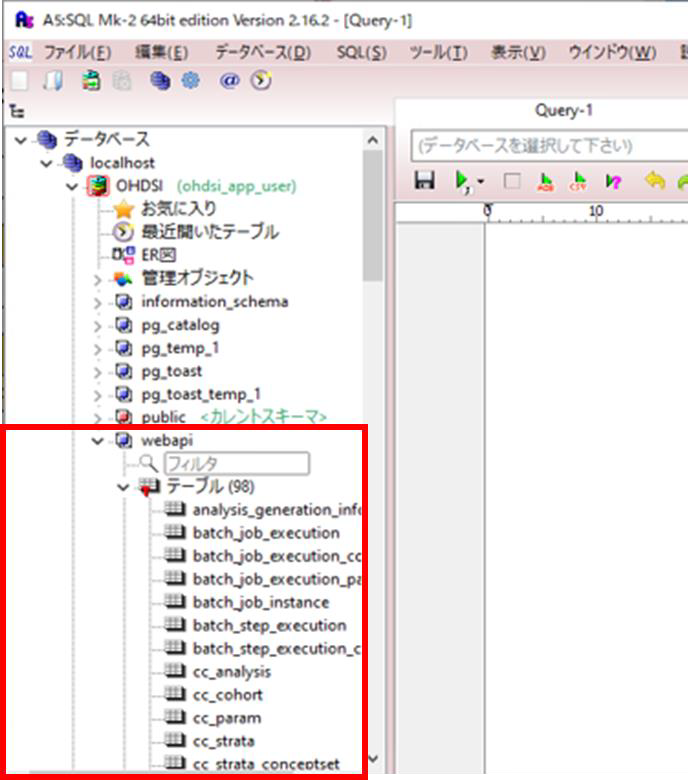 A5:SQL Mk-2 64bit edition Version 2.16.2 - [Query-1]
SQL ファイル(F) 編集(E) データベース(D) SQL(S) ツール(T) 表示(V) ウインドウ(W)
Query-1
データベース
(データベースを選択して下さい)
localhost
OHDSI (ohdsi_app_user)
お気に入り
0 10
最近開いたテーブル
ER図
管理オブジェクト
information_schema
pg_catalog
pg_temp_1
pg_toast
pg_toast_temp_1
public <カレントスキーマ>
webapi
フィルタ
テーブル (98)
analysis_generation_info
batch_job_execution
batch_job_execution_co
batch_job_execution_pa
batch_job_instance
batch_step_execution
batch_step_execution_c
cc_analysis
cc_cohort
cc_param
cc_strata
cc_strata_conceptset